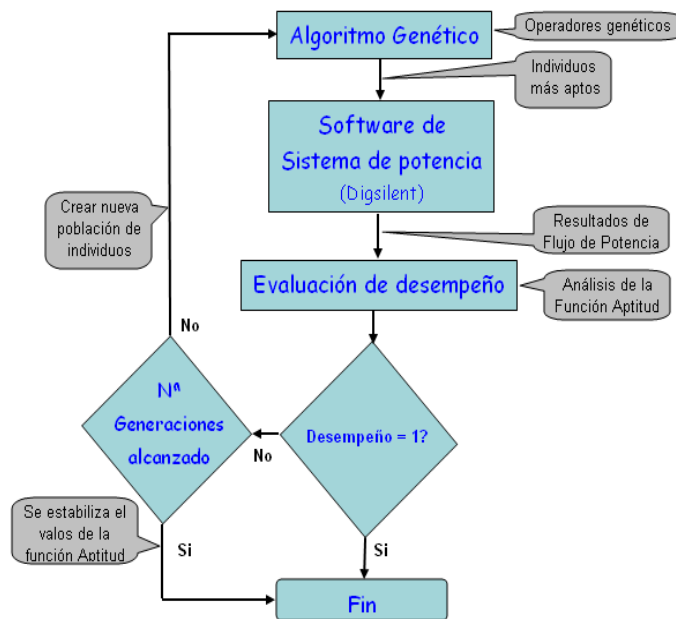 Algoritmo Genético
Operadores genéticos
Individuos
más aptos
Software de
Sistema de potencia
(Digsilent)
Crear nueva
población de
individuos
Resultados de
Flujo de Potencia
Evaluación de desempeño
Análisis de la
Función Aptitud
No
Nª
Generaciones
alcanzado
Desempeño = 1?
No
Se estabiliza el
valos de la
función Aptitud
Si
Si
Fin